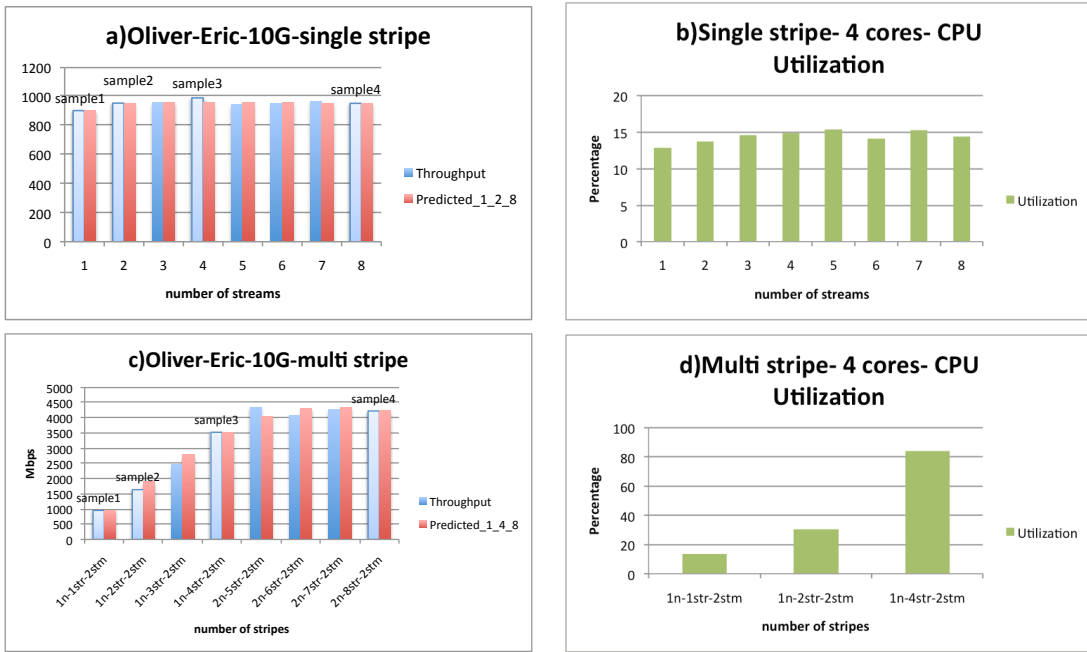 a)Oliver-Eric-10G-single stripe
1200
1000
800
600
400
200
0
sample1
sample2
sample3
sample4
1 2 3 4 5 6 7 8
number of streams
Throughput
Predicted_1_2_8
b)Single stripe- 4 cores- CPU
Utilization
Percentage
20
15
10
5
0
1 2 3 4 5 6 7 8
number of streams
Utilization
c)Oliver-Eric-10G-multi stripe
Mbps
5000
4500
4000
3500
3000
2500
2000
1500
1000
500
0
sample1
sample2
sample3
sample4
1n-1str-2stm
1n-2str-2stm
1n-3str-2stm
1n-4str-2stm
2n-5str-2stm
2n-6str-2stm
2n-7str-2stm
2n-8str-2stm
number of stripes
Throughput
Predicted_1_4_8
d)Multi stripe- 4 cores- CPU
Utilization
Percentage
100
80
60
40
20
0
1n-1str-2stm 1n-2str-2stm 1n-4str-2stm
number of stripes
Utilization